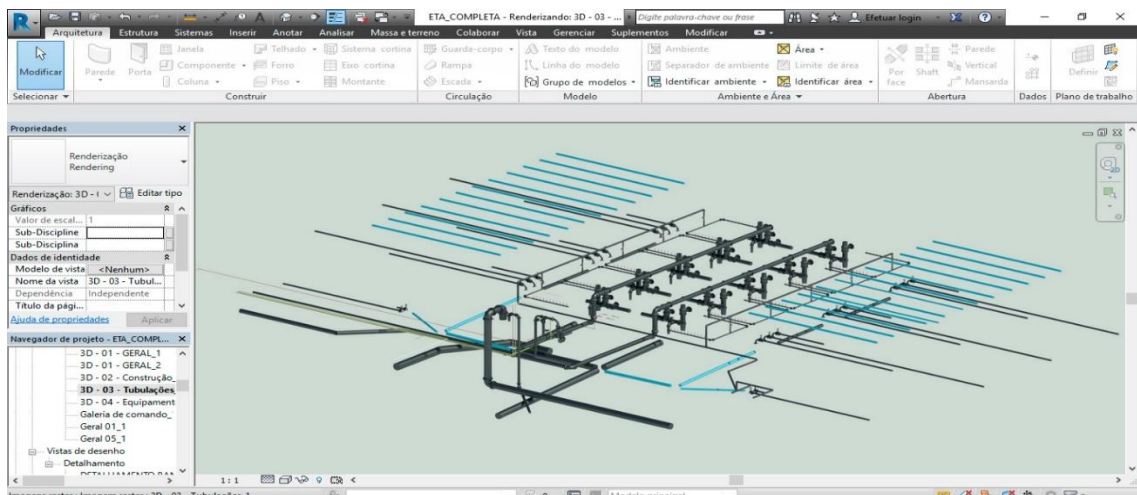 ETA_COMPLETA - Renderizando: 3D - 03 - ... Digite palavra-chave ou frase Efetuar login
Arquitetura Estrutura Sistemas Inserir Anotar Analisar Massa e terreno Colaborar Vista Gerenciar Suplementos Modificar
Janela Telhado Sistema cortina Guarda-corpo Texto do modelo Ambiente Área Parede
Modificar Parede Porta Componente Forro Eixo cortina Rampa Linha do modelo Separador de ambiente Limite de área Por face Shaft Vertical Definir
Coluna Piso Montante Escada Grupo de modelos Identificar ambiente Identificar área Mansarda
Selecionar Construir Circulação Modelo Ambiente e Área Abertura Dados Plano de trabalho
Propriedades
Renderização
Rendering
Renderização: 3D - Editar tipo
Gráficos
Valor de escal... 1
Sub-Discipline
Sub-Disciplina
Dados de identidade
Modelo de vista <Nenhum>
Nome da vista 3D - 03 - Tubul...
Dependência Independente
Título da pági...
Ajuda de propriedades Aplicar
Navegador de projeto - ETA_COMPL...
3D - 01 - GERAL_1
3D - 01 - GERAL_2
3D - 02 - Construção_
3D - 03 - Tubulações
3D - 04 - Equipament
Galeria de comando_
Geral 01_1
Geral 05_1
Vistas de desenho
Detalhamento
1:1